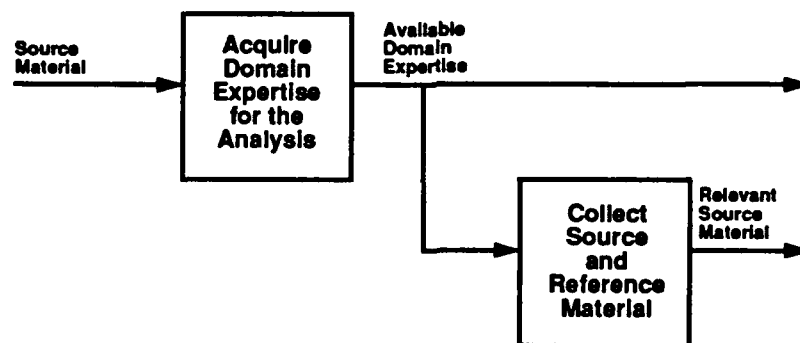 Source
Material
Acquire
Domain
Expertise
for the
Analysis
Available
Domain
Expertise
Collect
Source
and
Reference
Material
Relevant
Source
Material